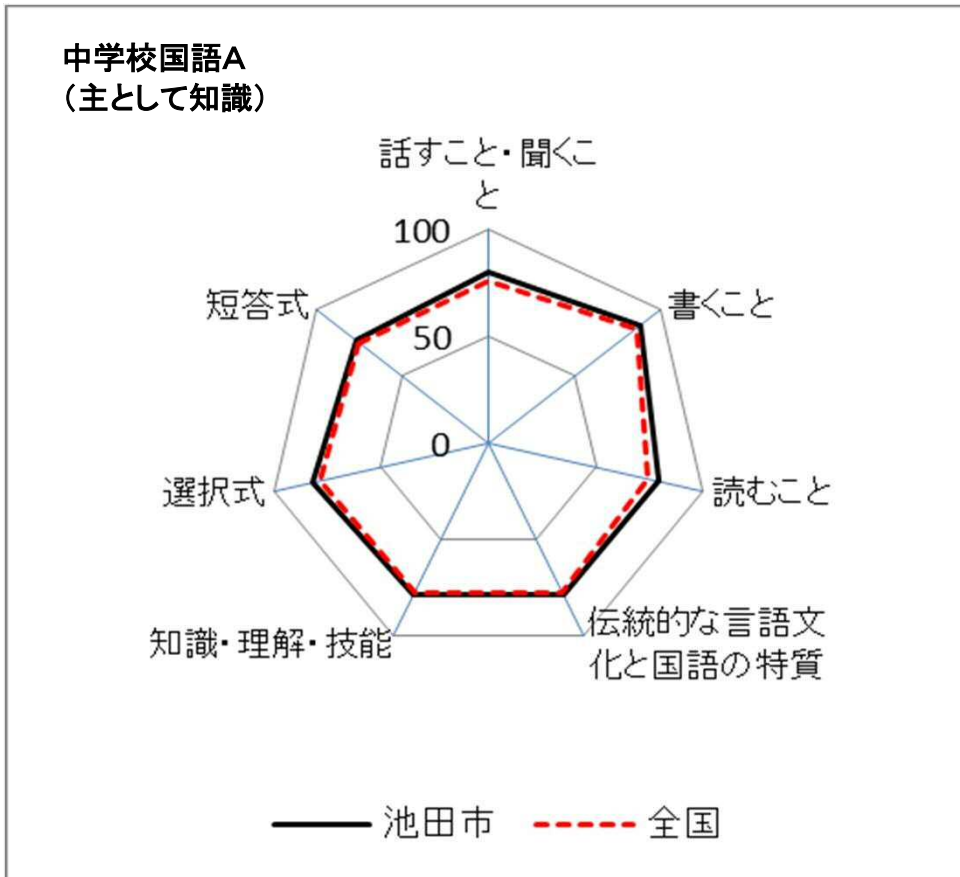 中学校国語A
（主として知識）
話すこと・聞くこ
と
100
書くこと
短答式
50
0
選択式
読むこと
知識・理解・技能
伝統的な言語文
化と国語の特質
池田市
全国